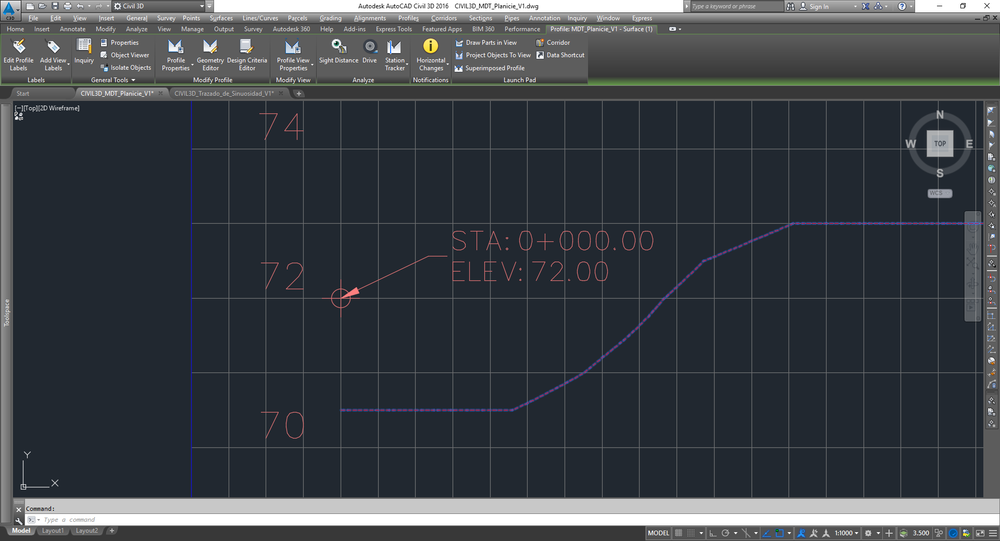 Civil 3D
Autodesk AutoCAD Civil 3D 2016 CIVIL3D_MDT_Planicie_V1.dwg
Type a keyword or phrase
Sign In
C3D
File Edit View Insert General Survey Points Surfaces Lines/Curves Parcels Grading Alignments Profiles Corridors Sections Pipes Annotation Inquiry Window Express
Home Insert Annotate Modify Analyze View Manage Output Survey Autodesk 360 Help Add-ins Express Tools Featured Apps BIM 360 Performance Profile: MDT_Planicie_V1 - Surface (1)
Edit Profile
Labels
Add View
Labels
Labels
Inquiry
Properties
Object Viewer
Isolate Objects
General Tools
Profile
Properties
Geometry
Editor
Design Criteria
Editor
Modify Profile
Profile View
Properties
Modify View
Sight Distance
Drive
Station
Tracker
Analyze
Horizontal
Changes
Notifications
Draw Parts in View
Project Objects To View
Superimposed Profile
Corridor
Data Shortcut
Launch Pad
Start
CIVIL3D_MDT_Planicie_V1*
CIVIL3D_Trazado_de_Sinuosidad_V1*
[−][Top][2D Wireframe]
74
N
W
TOP
E
S
WCS
STA: 0+000.00
ELEV: 72.00
72
Toolspace
70
Y
X
Command:
Type a command
Model Layout1 Layout2
MODEL
1:1000
3.500